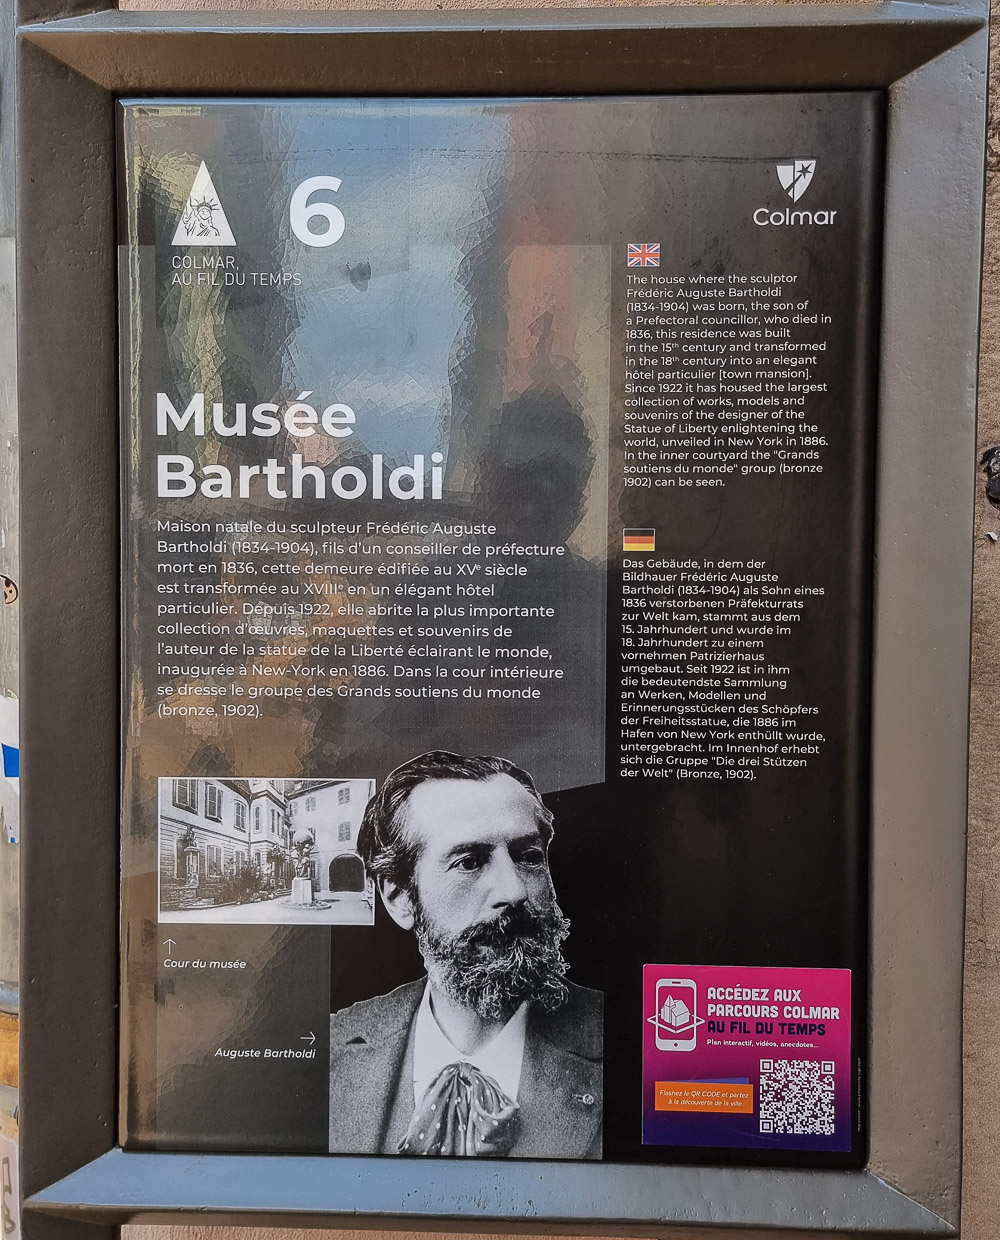 6
COLMAR,
AU FIL DU TEMPS
Colmar
Musée
Bartholdi
Maison natale du sculpteur Frédéric Auguste
Bartholdi (1834-1904), fils d'un conseiller de préfecture
mort en 1836, cette demeure édifiée au XVe siècle
est transformée au XVIIIe en un élégant hôtel
particulier. Depuis 1922, elle abrite la plus importante
collection d'œuvres, maquettes et souvenirs de
l'auteur de la statue de la Liberté éclairant le monde,
inaugurée à New-York en 1886. Dans la cour intérieure
se dresse le groupe des Grands soutiens du monde
(bronze, 1902).
The house where the sculptor
Frédéric Auguste Bartholdi
(1834-1904) was born, the son of
a Prefectoral councillor, who died in
1836, this residence was built
in the 15th century and transformed
in the 18th century into an elegant
hôtel particulier [town mansion].
Since 1922 it has housed the largest
collection of works, models and
souvenirs of the designer of the
Statue of Liberty enlightening the
world, unveiled in New York in 1886.
In the inner courtyard the "Grands
soutiens du monde" group (bronze
1902) can be seen.
Das Gebäude, in dem der
Bildhauer Frédéric Auguste
Bartholdi (1834-1904) als Sohn eines
1836 verstorbenen Präfekturrats
zur Welt kam, stammt aus dem
15. Jahrhundert und wurde im
18. Jahrhundert zu einem
vornehmen Patrizierhaus
umgebaut. Seit 1922 ist in ihm
die bedeutendste Sammlung
an Werken, Modellen und
Erinnerungsstücken des Schöpfers
der Freiheitsstatue, die 1886 im
Hafen von New York enthüllt wurde,
untergebracht. Im Innenhof erhebt
sich die Gruppe "Die drei Stützen
der Welt" (Bronze, 1902).
Cour du musée
Auguste Bartholdi
ACCÉDEZ AUX
PARCOURS COLMAR
AU FIL DU TEMPS
Plan interactif, vidéos, anecdotes...
Flashez le QR CODE et partez
à la découverte de la ville